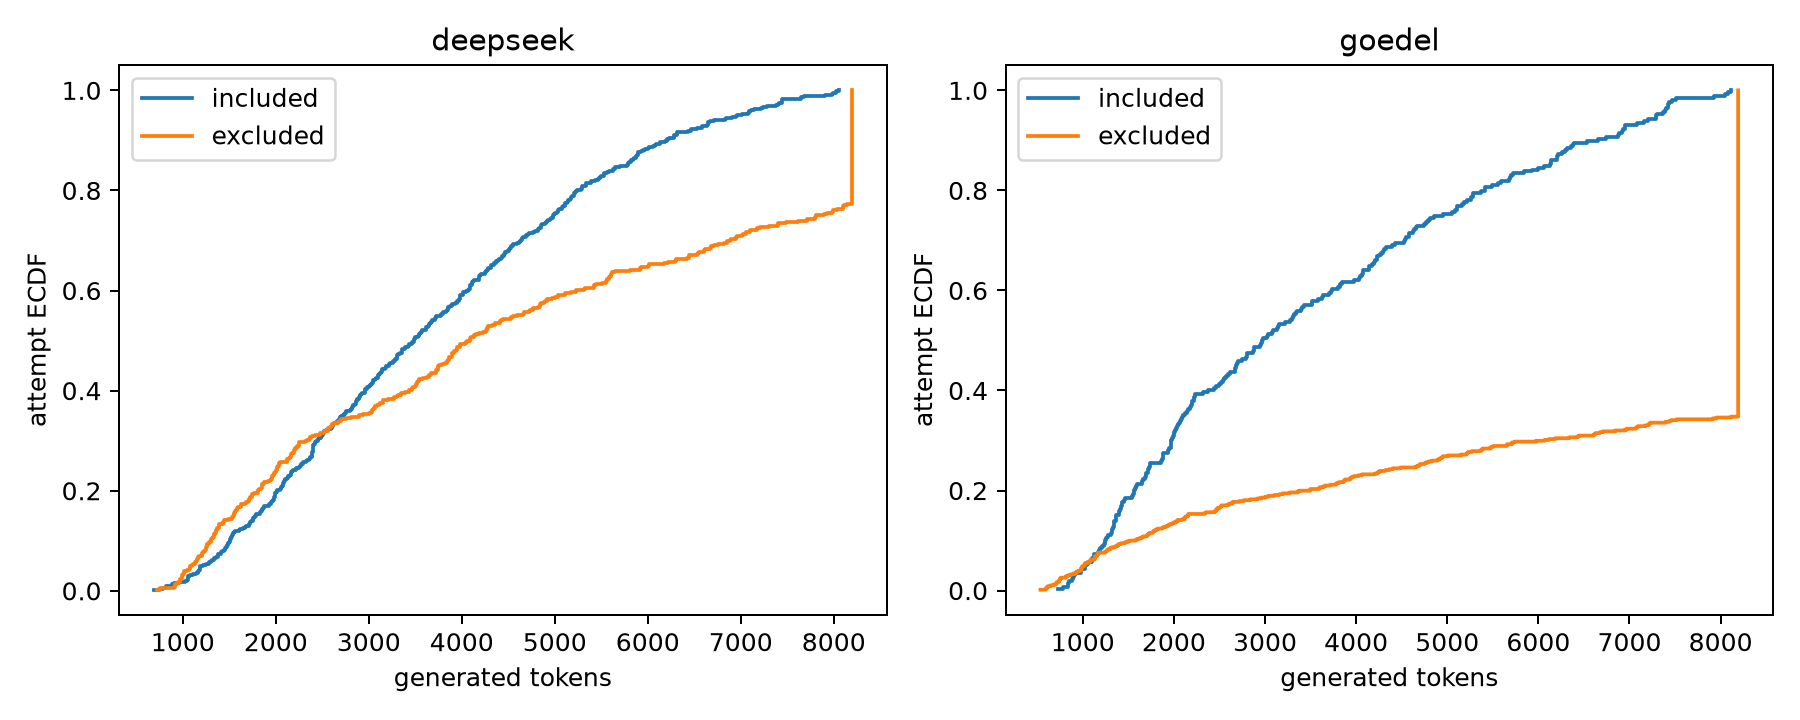 deepseek
included
excluded
attempt ECDF
1.0
0.8
0.6
0.4
0.2
0.0
1000 2000 3000 4000 5000 6000 7000 8000
generated tokens
goedel
included
excluded
attempt ECDF
1.0
0.8
0.6
0.4
0.2
0.0
1000 2000 3000 4000 5000 6000 7000 8000
generated tokens